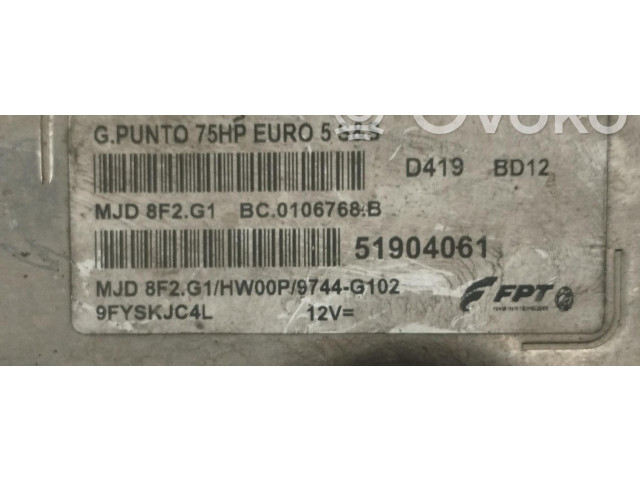 G.PUNTO 75HP EURO 5
D419 BD12
MJD 8F2.G1 BC.0106768.B
51904061
MJD 8F2.G1/HW00P/9744-G102
FPT
9FYSKJC4L 12V=